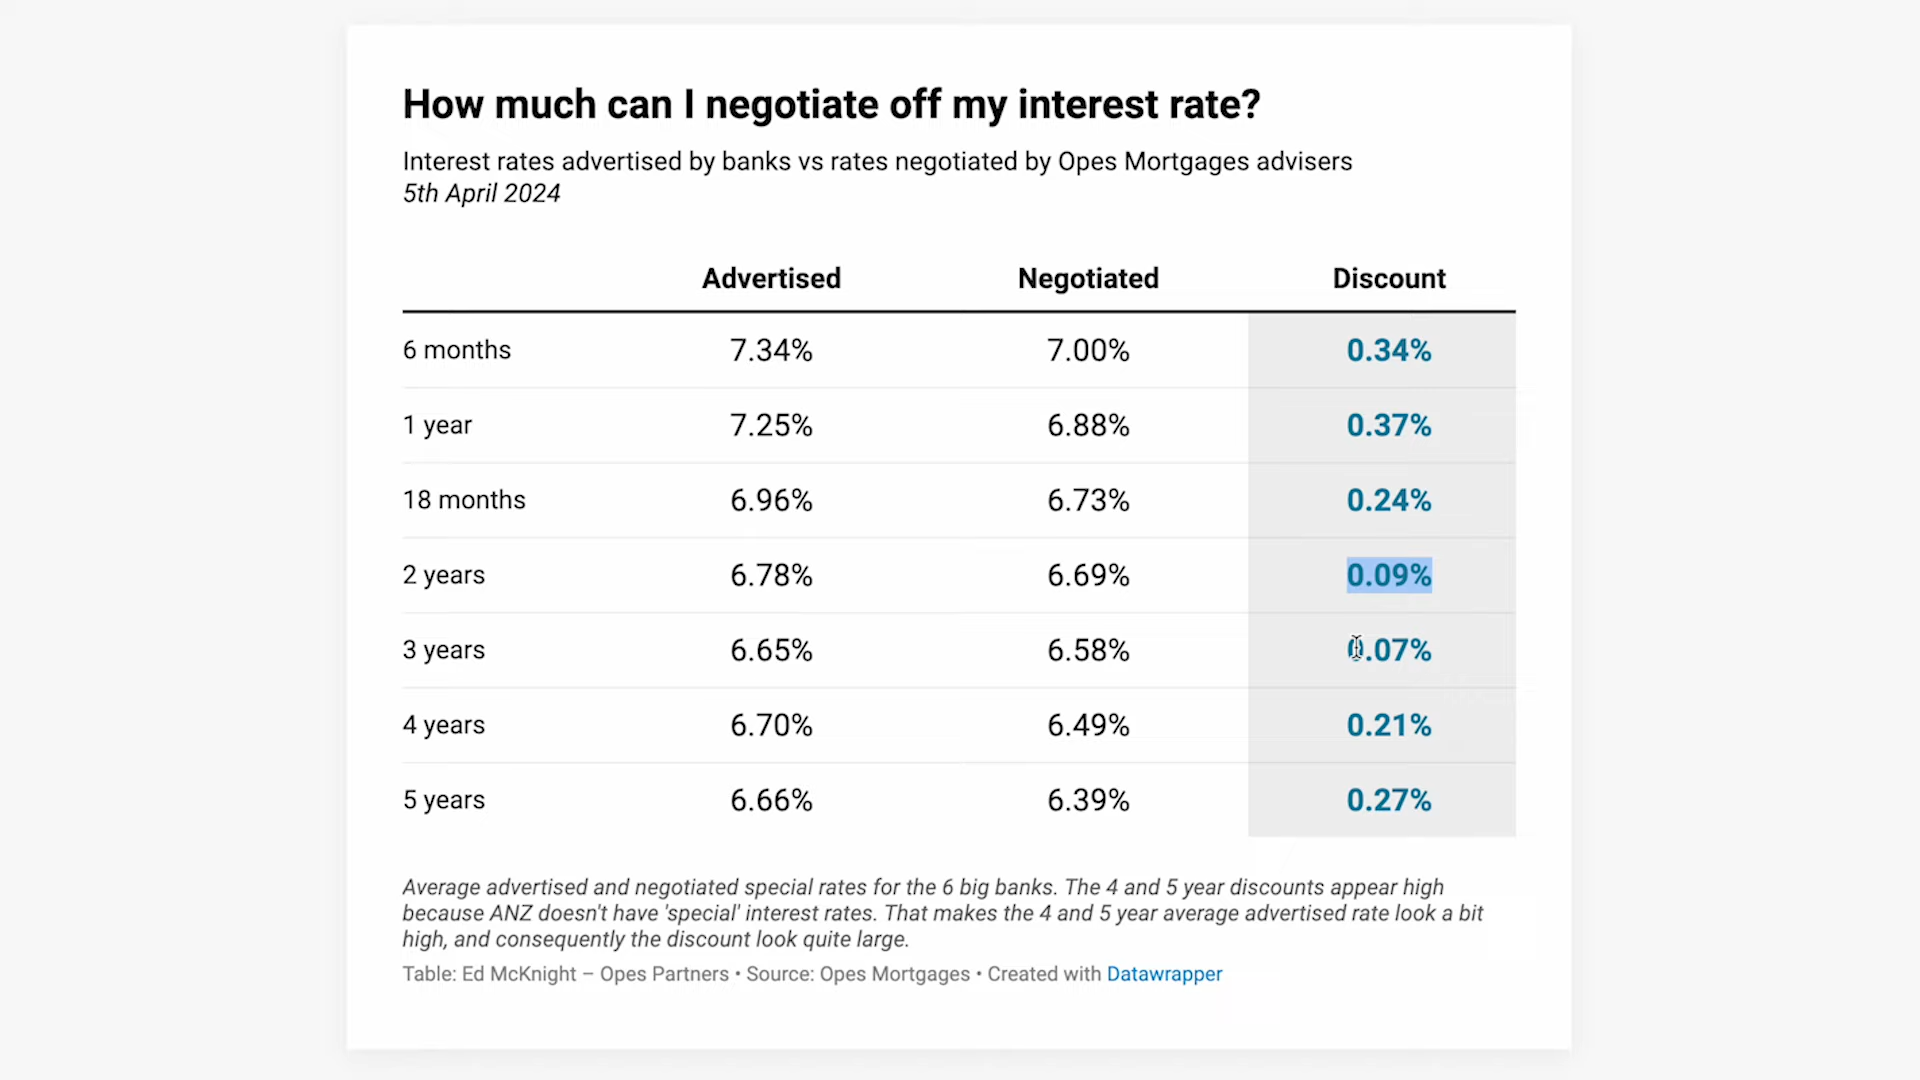 How much can I negotiate off my interest rate?
Interest rates advertised by banks vs rates negotiated by Opes Mortgages advisers
5th April 2024
Advertised Negotiated Discount
6 months 7.34% 7.00% 0.34%
1 year 7.25% 6.88% 0.37%
18 months 6.96% 6.73% 0.24%
2 years 6.78% 6.69% 0.09%
3 years 6.65% 6.58% 0.07%
4 years 6.70% 6.49% 0.21%
5 years 6.66% 6.39% 0.27%
Average advertised and negotiated special rates for the 6 big banks. The 4 and 5 year discounts appear high
because ANZ doesn't have 'special' interest rates. That makes the 4 and 5 year average advertised rate look a bit
high, and consequently the discount look quite large.
Table: Ed McKnight – Opes Partners • Source: Opes Mortgages • Created with Datawrapper